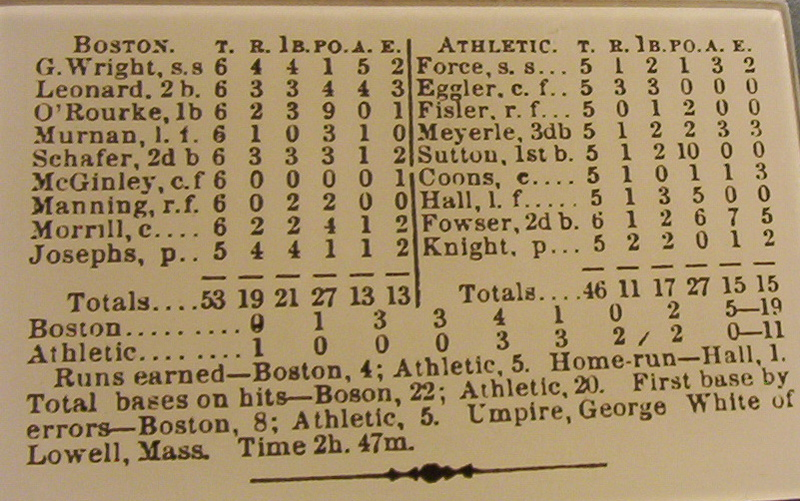 BOSTON. T. R. 1B. PO. A. E. ATHLETIC. T. R. 1B. PO. A. E.
G. Wright, s.s 6 4 4 1 5 2 Force, s. s... 5 1 2 1 3 2
Leonard, 2 b. 6 3 3 4 4 3 Eggler, c. f.. 5 3 3 0 0 0
O'Rourke, 1b 6 2 3 9 0 1 Fisler, r. f... 5 0 1 2 0 0
Murnan, l. f. 6 1 0 3 1 0 Meyerle, 3db 5 1 2 2 3 3
Schafer, 2d b 6 3 3 3 1 2 Sutton, 1st b. 5 1 2 10 0 0
McGinley, c.f 6 0 0 0 0 1 Coons, c.... 5 1 0 1 1 3
Manning, r.f. 6 0 2 2 0 0 Hall, l. f..... 5 1 3 5 0 0
Morrill, c.... 6 2 2 4 1 2 Fowser, 2d b. 6 1 2 6 7 5
Josephs, p.. 5 4 4 1 1 2 Knight, p... 5 2 2 0 1 2
Totals....53 19 21 27 13 13 Totals....46 11 17 27 15 15
Boston.......... 0 1 3 3 4 1 0 2 5—19
Athletic......... 1 0 0 0 3 3 2 2 0—11
Runs earned—Boston, 4; Athletic, 5. Home-run—Hall, 1.
Total bases on hits—Boson, 22; Athletic, 20. First base by
errors—Boston, 8; Athletic, 5. Umpire, George White of
Lowell, Mass. Time 2h. 47m.